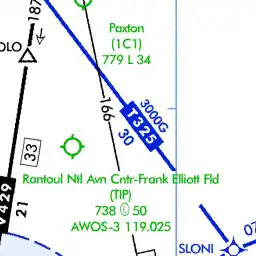 Paxton
(1C1)
779 L 34
OLO
187
3000G
T325
30
166
33
Rantoul Ntl Avn Cntr-Frank Elliott Fld
(TIP)
738 Ⓛ 50
AWOS-3 119.025
V 429
21
SLONI
07